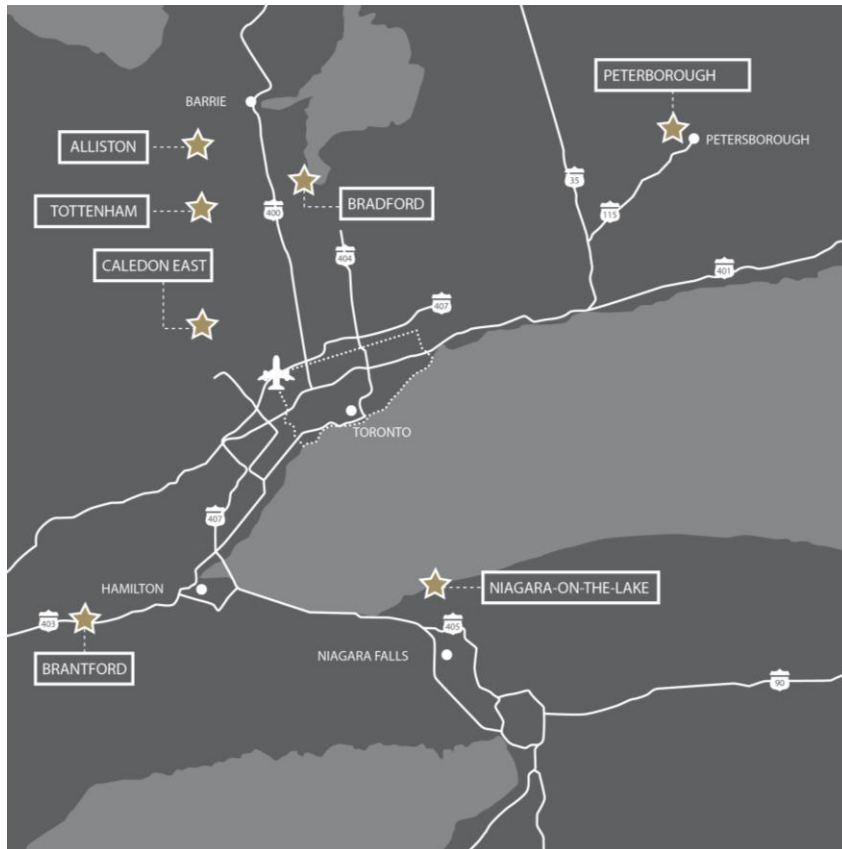 PETERBOROUGH
BARRIE
PETERSBOROUGH
ALLISTON
35
TOTTENHAM
BRADFORD
400
115
404
CALEDON EAST
401
407
TORONTO
407
HAMILTON
NIAGARA-ON-THE-LAKE
403
405
NIAGARA FALLS
BRANTFORD
90